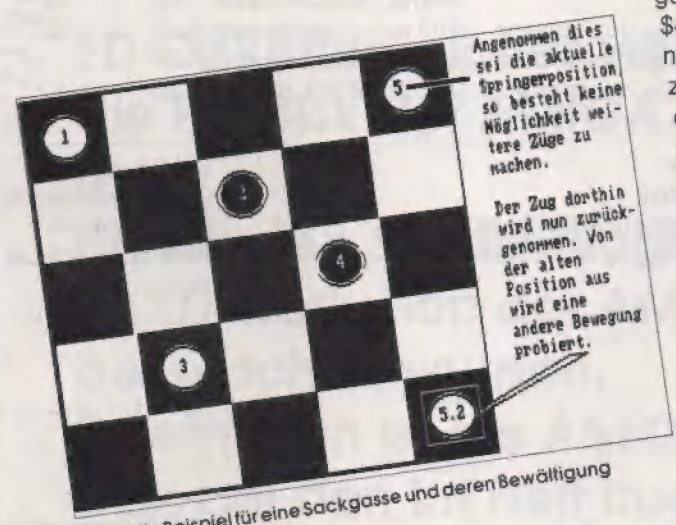 1
2
3
4
5
5.2
Angenommen dies
sei die aktuelle
Springerposition
so besteht keine
Möglichkeit wei-
tere Züge zu
machen.
Der Zug dorthin
wird nun zurück-
genommen. Von
der alten
Position aus
wird eine
andere Bewegung
probiert.
Beispiel für eine Sackgasse und deren Bewältigung